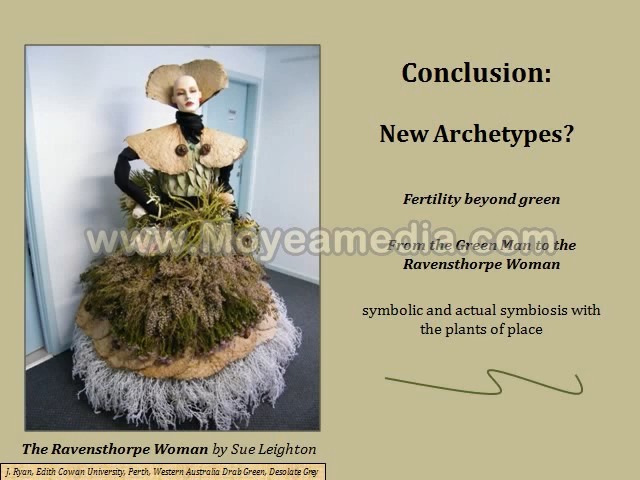 Conclusion:
New Archetypes?
Fertility beyond green
From the Green Man to the
Ravensthorpe Woman
symbolic and actual symbiosis with
the plants of place
www.Moyeamedia.com
The Ravensthorpe Woman by Sue Leighton
J. Ryan, Edith Cowan University, Perth, Western Australia Drab Green, Desolate Grey